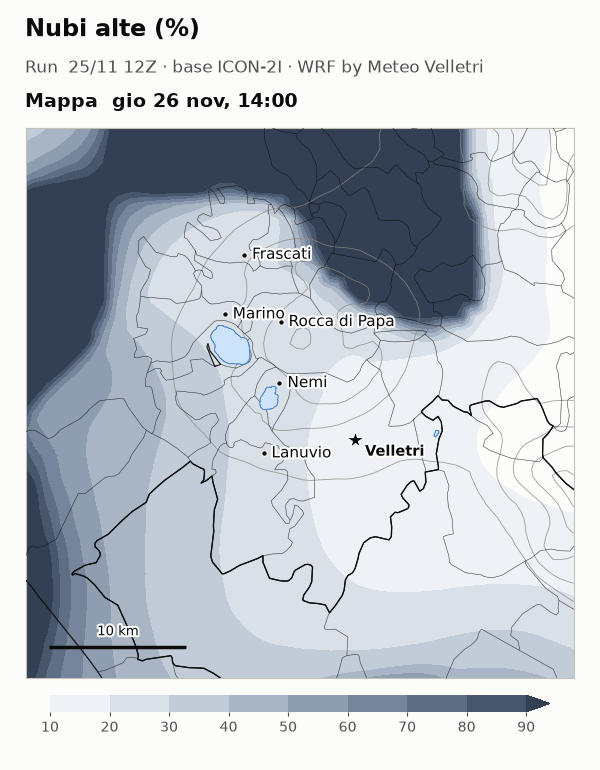 Nubi alte (%)
Run  25/11 12Z · base ICON-2I · WRF by Meteo Velletri
Mappa  gio 26 nov, 14:00
Frascati
Marino
Rocca di Papa
Nemi
Velletri
Lanuvio
10 km
10 20 30 40 50 60 70 80 90